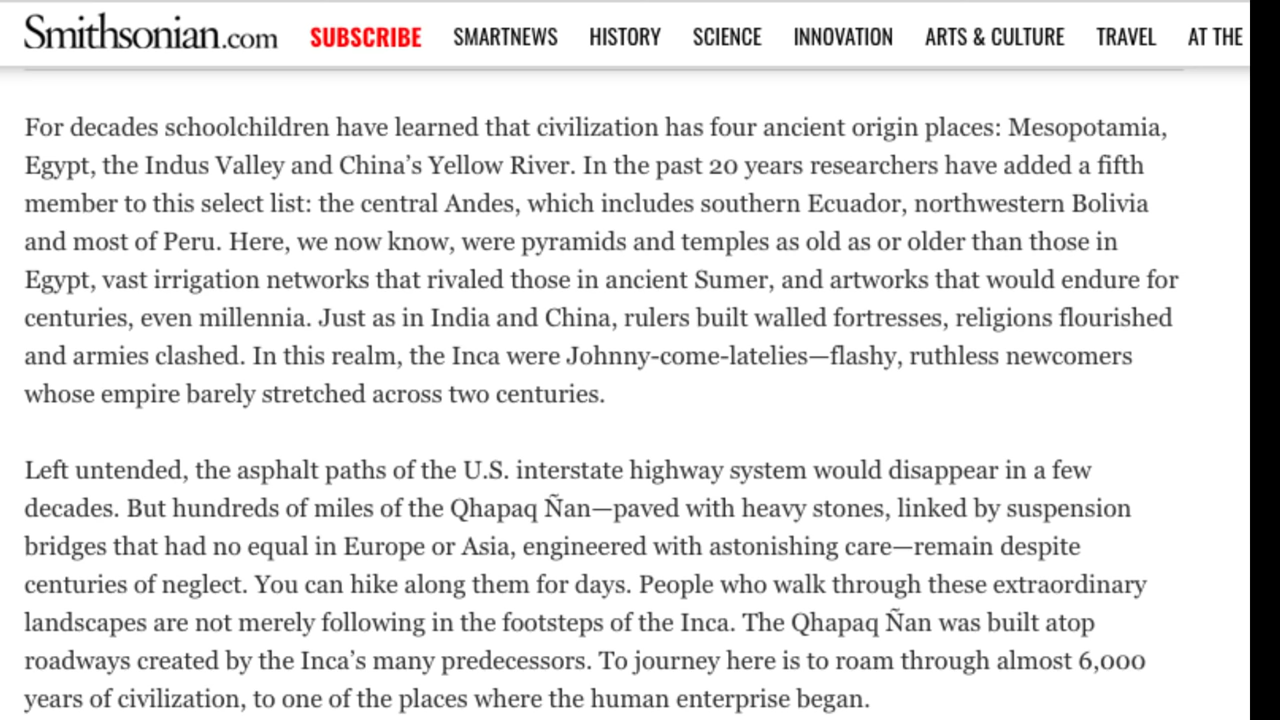 Smithsonian.com SUBSCRIBE SMARTNEWS HISTORY SCIENCE INNOVATION ARTS & CULTURE TRAVEL AT THE
For decades schoolchildren have learned that civilization has four ancient origin places: Mesopotamia,
Egypt, the Indus Valley and China’s Yellow River. In the past 20 years researchers have added a fifth
member to this select list: the central Andes, which includes southern Ecuador, northwestern Bolivia
and most of Peru. Here, we now know, were pyramids and temples as old as or older than those in
Egypt, vast irrigation networks that rivaled those in ancient Sumer, and artworks that would endure for
centuries, even millennia. Just as in India and China, rulers built walled fortresses, religions flourished
and armies clashed. In this realm, the Inca were Johnny-come-latelies—flashy, ruthless newcomers
whose empire barely stretched across two centuries.
Left untended, the asphalt paths of the U.S. interstate highway system would disappear in a few
decades. But hundreds of miles of the Qhapaq Ñan—paved with heavy stones, linked by suspension
bridges that had no equal in Europe or Asia, engineered with astonishing care—remain despite
centuries of neglect. You can hike along them for days. People who walk through these extraordinary
landscapes are not merely following in the footsteps of the Inca. The Qhapaq Ñan was built atop
roadways created by the Inca’s many predecessors. To journey here is to roam through almost 6,000
years of civilization, to one of the places where the human enterprise began.